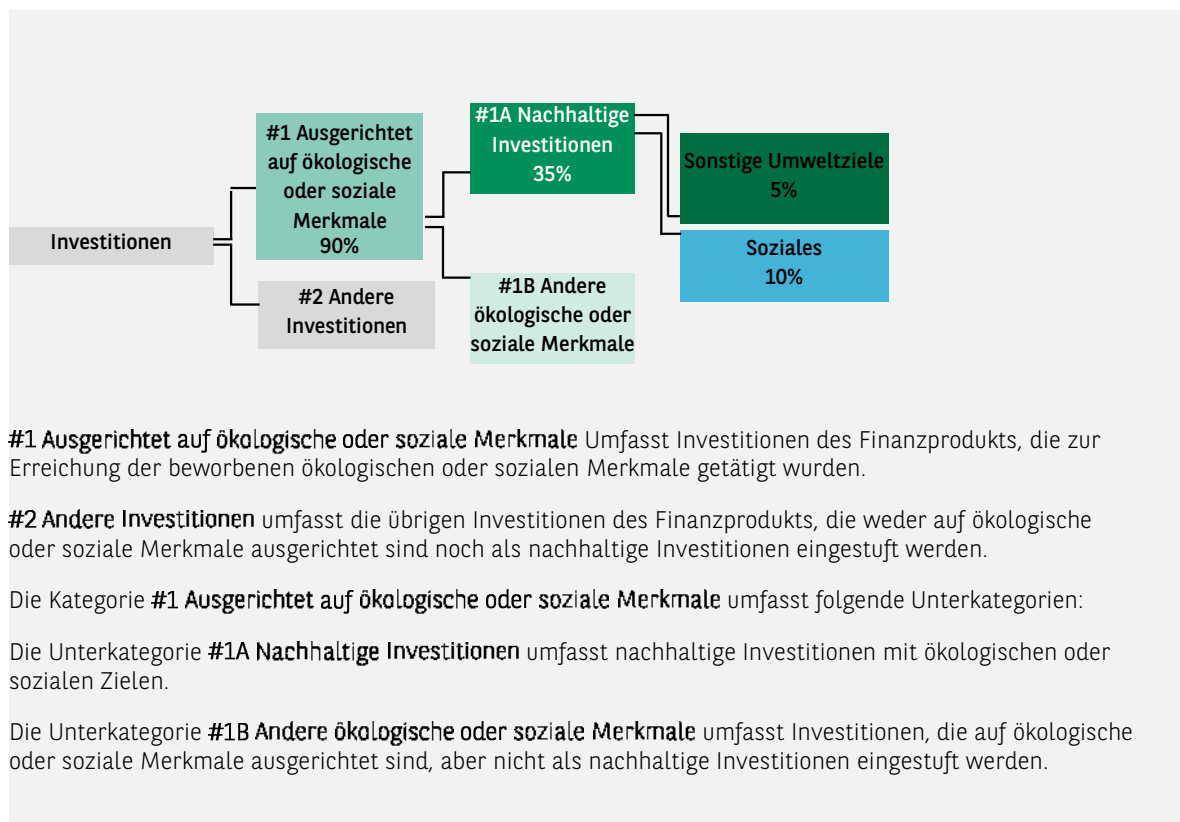 #1 Ausgerichtet
auf ökologische
oder soziale
Merkmale
90%
#1A Nachhaltige
Investitionen
35%
Sonstige Umweltziele
5%
Investitionen
Soziales
10%
#2 Andere
Investitionen
#1B Andere
ökologische oder
soziale Merkmale
#1 Ausgerichtet auf ökologische oder soziale Merkmale Umfasst Investitionen des Finanzprodukts, die zur
Erreichung der beworbenen ökologischen oder sozialen Merkmale getätigt wurden.
#2 Andere Investitionen umfasst die übrigen Investitionen des Finanzprodukts, die weder auf ökologische
oder soziale Merkmale ausgerichtet sind noch als nachhaltige Investitionen eingestuft werden.
Die Kategorie #1 Ausgerichtet auf ökologische oder soziale Merkmale umfasst folgende Unterkategorien:
Die Unterkategorie #1A Nachhaltige Investitionen umfasst nachhaltige Investitionen mit ökologischen oder
sozialen Zielen.
Die Unterkategorie #1B Andere ökologische oder soziale Merkmale umfasst Investitionen, die auf ökologische
oder soziale Merkmale ausgerichtet sind, aber nicht als nachhaltige Investitionen eingestuft werden.